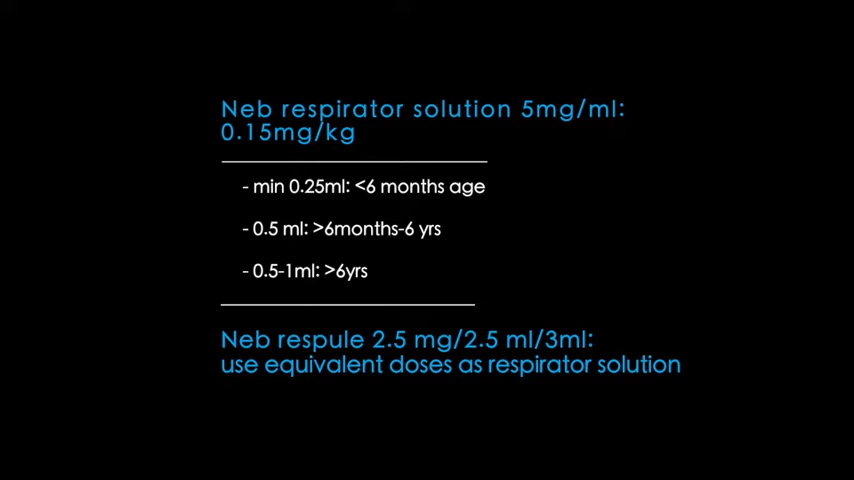 Neb respirator solution 5mg/ml:
0.15mg/kg
- min 0.25ml: <6 months age
- 0.5 ml: >6months-6 yrs
- 0.5-1ml: >6yrs
Neb respule 2.5 mg/2.5 ml/3ml:
use equivalent doses as respirator solution